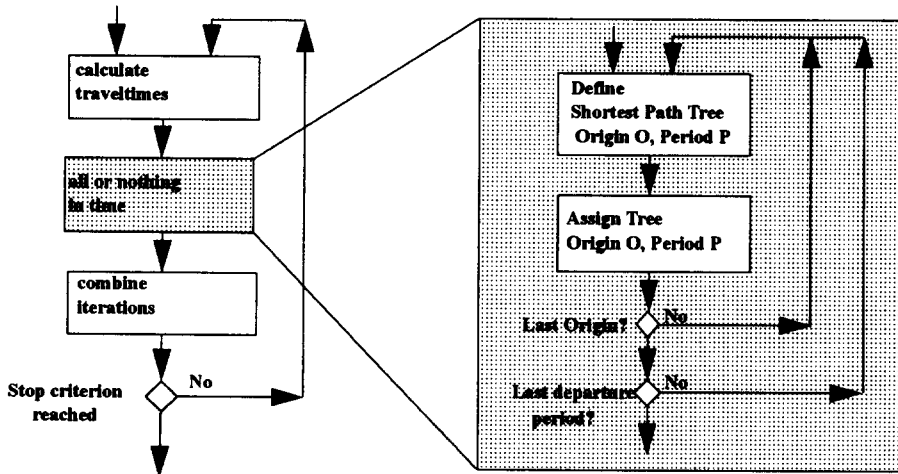 calculate
traveltimes
all or nothing
in time
combine
iterations
No
Stop criterion
reached
Define
Shortest Path Tree
Origin O, Period P
Assign Tree
Origin O, Period P
Last Origin?
No
Last departure
period?
No